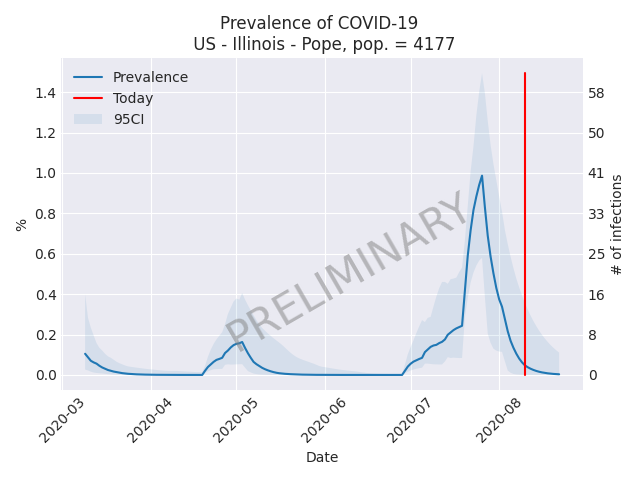 Prevalence of COVID-19
US - Illinois - Pope, pop. = 4177
Prevalence
Today
95CI
PRELIMINARY
%
1.4
1.2
1.0
0.8
0.6
0.4
0.2
0.0
58
50
41
33
25
16
8
0
# of infections
2020-03
2020-04
2020-05
2020-06
2020-07
2020-08
Date